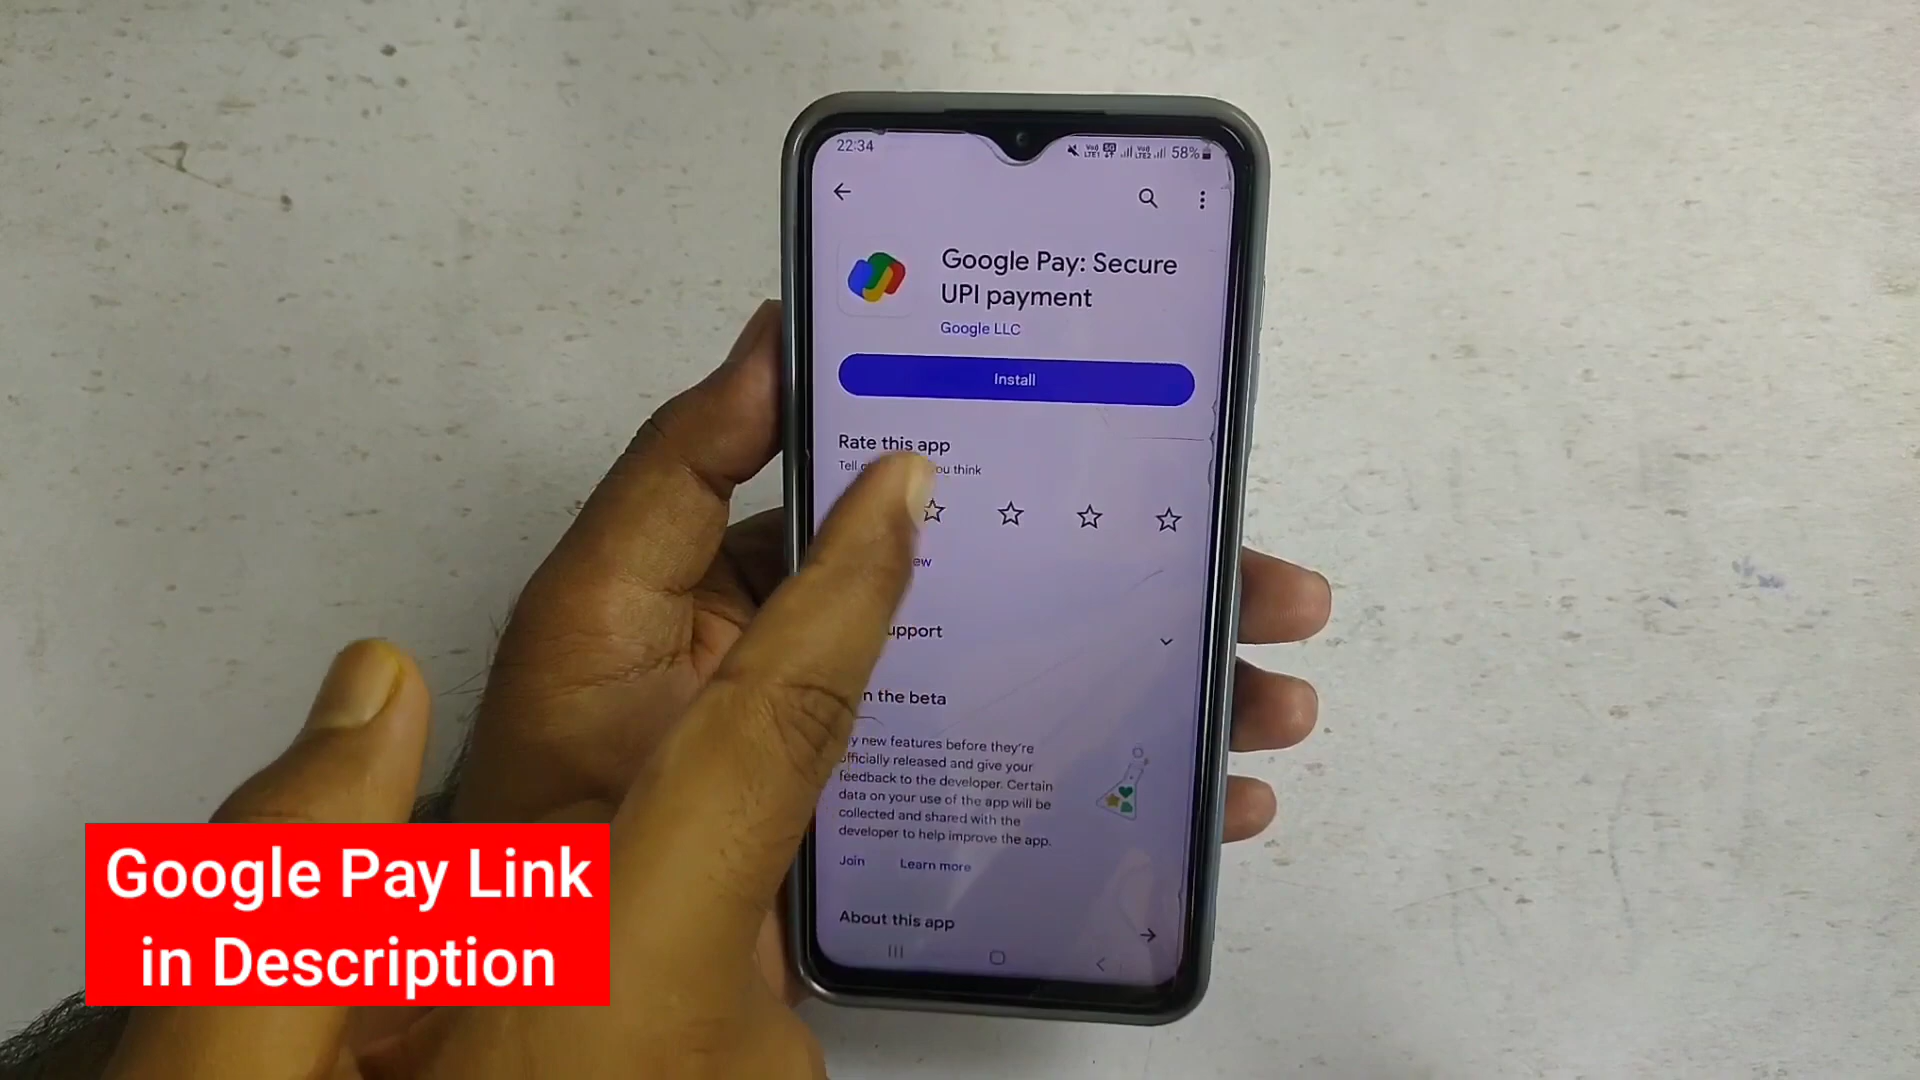 22:34
58%
Google Pay: Secure
UPI payment
Google LLC
Install
Rate this app
Tell you think
upport
the beta
new features before they're
officially released and give your
feedback to the developer. Certain
data on your use of the app will be
collected and shared with the
developer to help improve the app.
Join Learn more
About this app
Google Pay Link
in Description